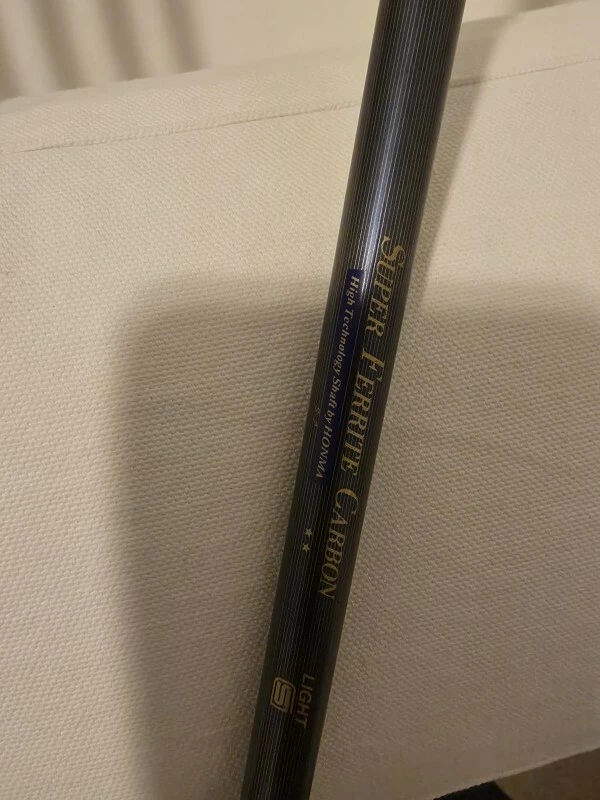 SUPER FERRITE CARBON
High Technology Shaft by HONMA
★★
LIGHT
S